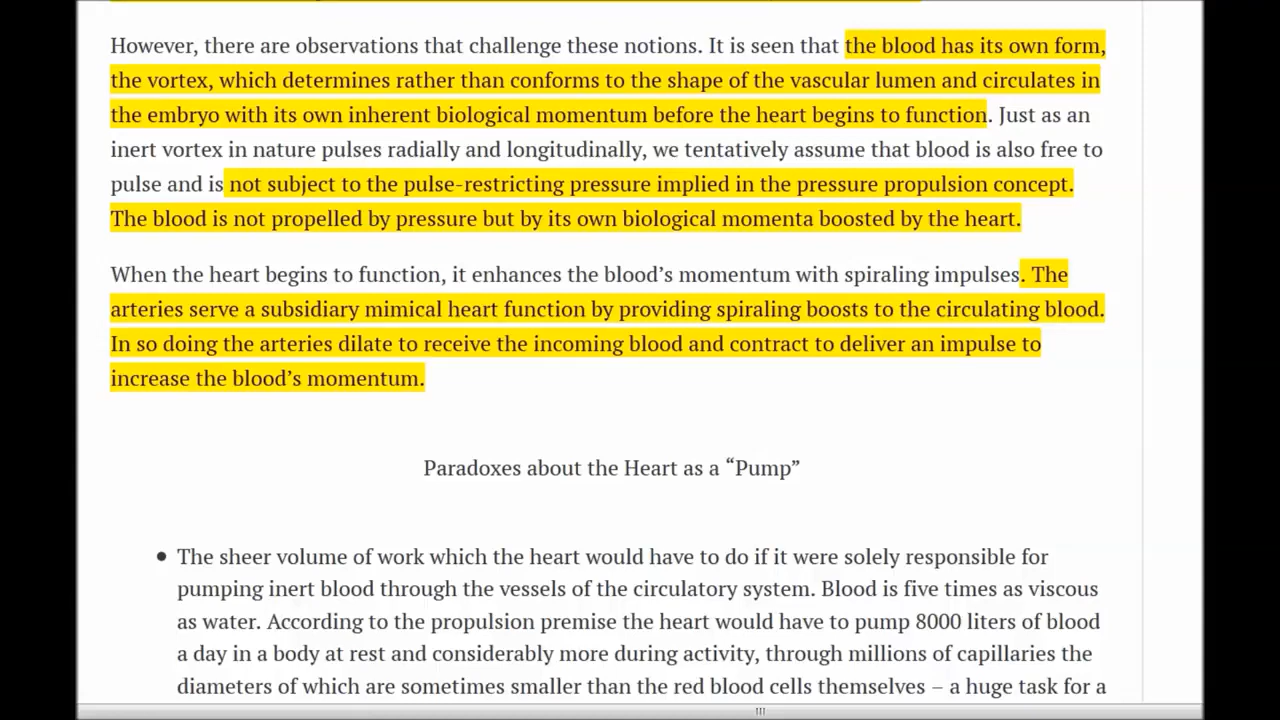 However, there are observations that challenge these notions. It is seen that the blood has its own form,
the vortex, which determines rather than conforms to the shape of the vascular lumen and circulates in
the embryo with its own inherent biological momentum before the heart begins to function. Just as an
inert vortex in nature pulses radially and longitudinally, we tentatively assume that blood is also free to
pulse and is not subject to the pulse-restricting pressure implied in the pressure propulsion concept.
The blood is not propelled by pressure but by its own biological momenta boosted by the heart.
When the heart begins to function, it enhances the blood’s momentum with spiraling impulses. The
arteries serve a subsidiary mimical heart function by providing spiraling boosts to the circulating blood.
In so doing the arteries dilate to receive the incoming blood and contract to deliver an impulse to
increase the blood’s momentum.
Paradoxes about the Heart as a “Pump”
• The sheer volume of work which the heart would have to do if it were solely responsible for
pumping inert blood through the vessels of the circulatory system. Blood is five times as viscous
as water. According to the propulsion premise the heart would have to pump 8000 liters of blood
a day in a body at rest and considerably more during activity, through millions of capillaries the
diameters of which are sometimes smaller than the red blood cells themselves – a huge task for a